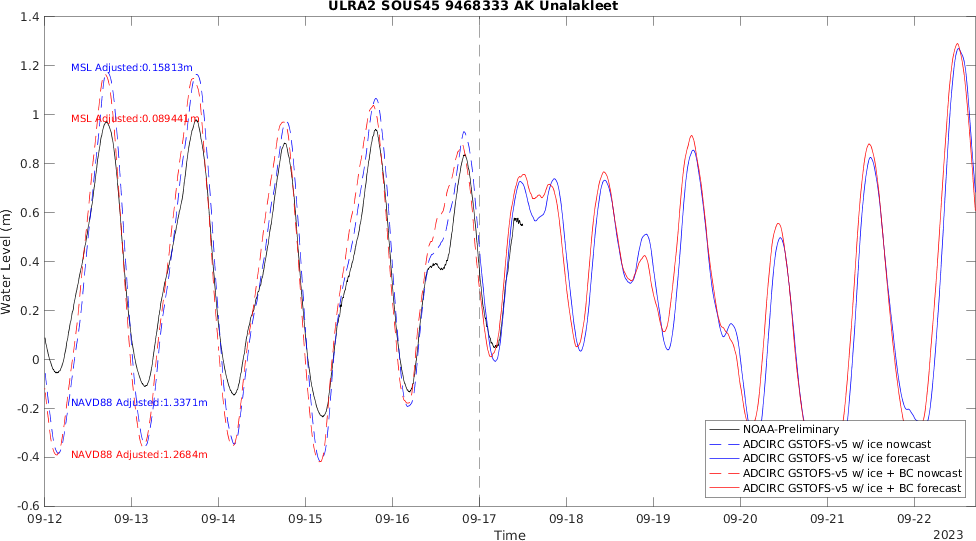 ULRA2 SOUS45 9468333 AK Unalakleet
1.4
1.2
1
0.8
0.6
0.4
0.2
0
-0.2
-0.4
-0.6
Water Level (m)
MSL Adjusted:0.15813m
MSL Adjusted:0.089441m
NAVD88 Adjusted:1.3371m
NAVD88 Adjusted:1.2684m
NOAA-Preliminary
ADCIRC GSTOFS-v5 w/ ice nowcast
ADCIRC GSTOFS-v5 w/ ice forecast
ADCIRC GSTOFS-v5 w/ ice + BC nowcast
ADCIRC GSTOFS-v5 w/ ice + BC forecast
09-12 09-13 09-14 09-15 09-16 09-17 09-18 09-19 09-20 09-21 09-22
Time
2023